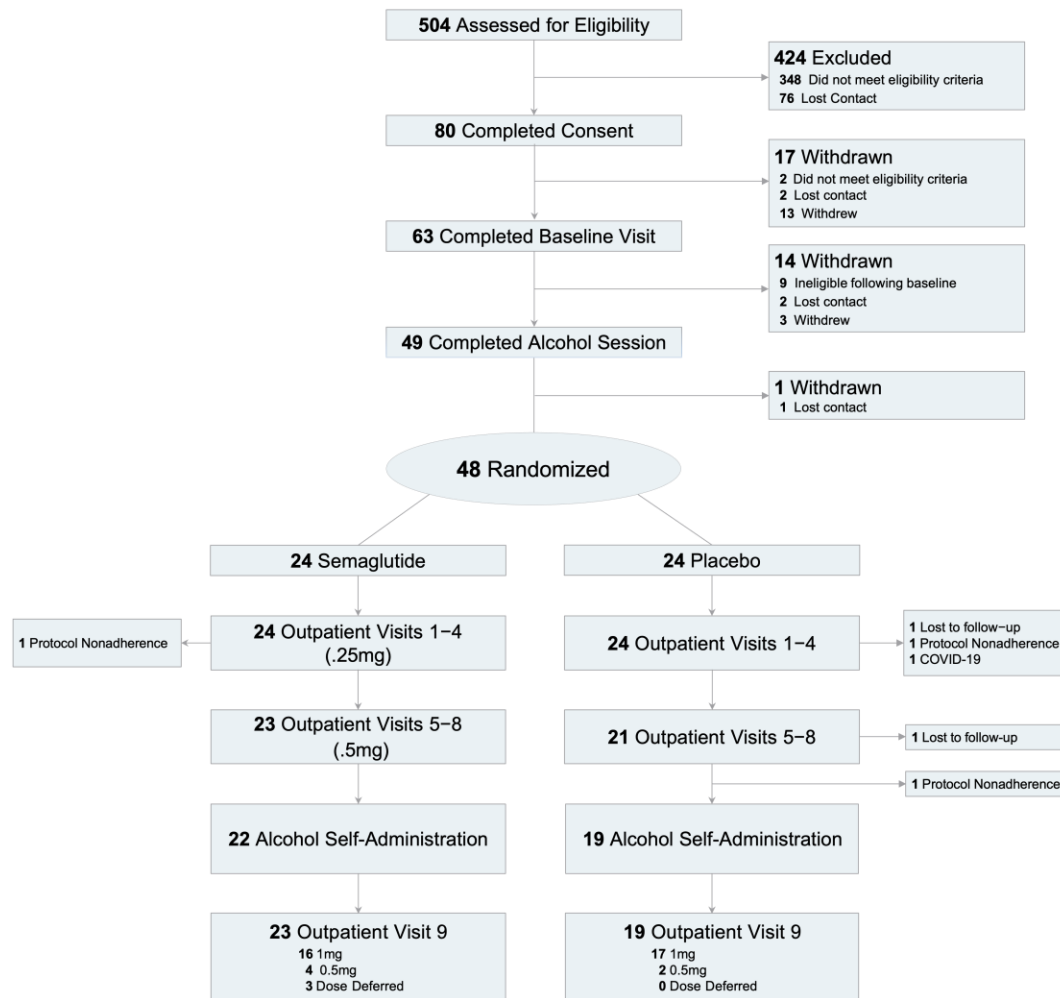 504 Assessed for Eligibility
424 Excluded
348 Did not meet eligibility criteria
76 Lost Contact
80 Completed Consent
17 Withdrawn
2 Did not meet eligibility criteria
2 Lost contact
13 Withdrew
63 Completed Baseline Visit
14 Withdrawn
9 Ineligible following baseline
2 Lost contact
3 Withdrew
49 Completed Alcohol Session
1 Withdrawn
1 Lost contact
48 Randomized
24 Semaglutide
24 Placebo
1 Protocol Nonadherence
24 Outpatient Visits 1−4
(.25mg)
24 Outpatient Visits 1−4
1 Lost to follow−up
1 Protocol Nonadherence
1 COVID-19
23 Outpatient Visits 5−8
(.5mg)
21 Outpatient Visits 5−8
1 Lost to follow-up
1 Protocol Nonadherence
22 Alcohol Self-Administration
19 Alcohol Self-Administration
23 Outpatient Visit 9
16 1mg
4 0.5mg
3 Dose Deferred
19 Outpatient Visit 9
17 1mg
2 0.5mg
0 Dose Deferred